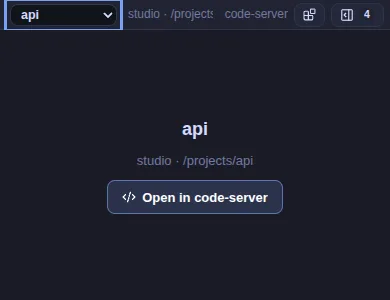 api studio · /projects code-server 4
api
studio · /projects/api
Open in code-server